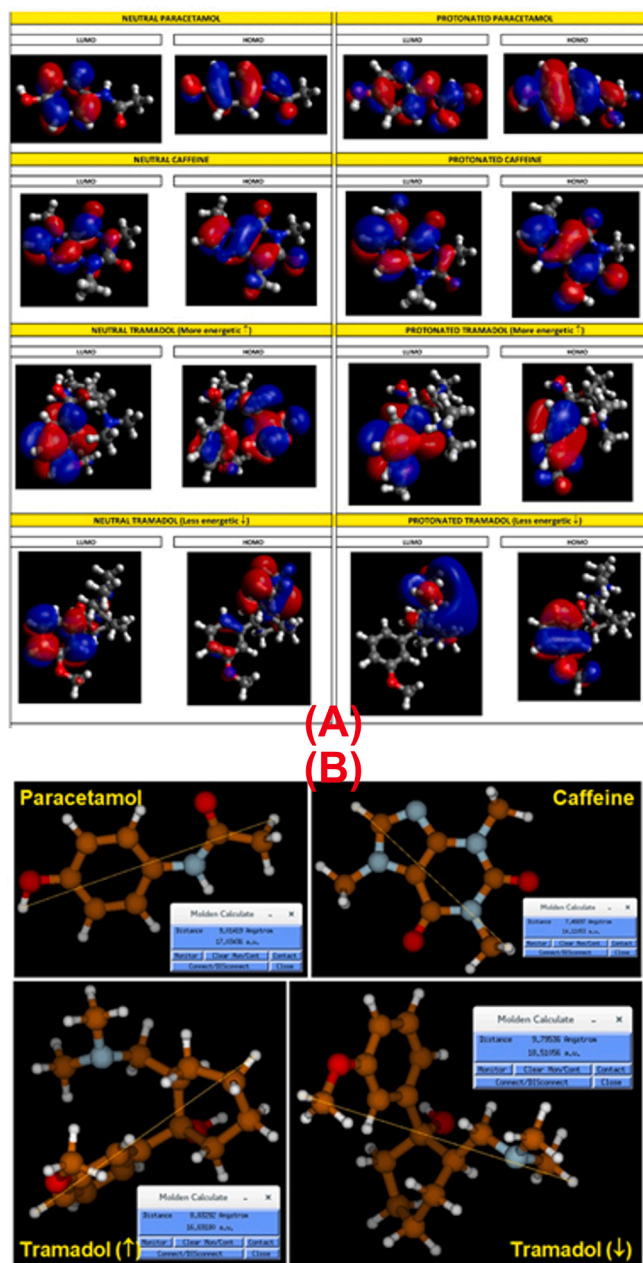 NEUTRAL PARACETAMOL PROTONATED PARACETAMOL
LUMO HOMO LUMO HOMO
NEUTRAL CAFFEINE PROTONATED CAFFEINE
LUMO HOMO LUMO HOMO
NEUTRAL TRAMADOL (More energetic ↑) PROTONATED TRAMADOL (More energetic ↑)
LUMO HOMO LUMO HOMO
NEUTRAL TRAMADOL (Less energetic ↓) PROTONATED TRAMADOL (Less energetic ↓)
LUMO HOMO LUMO HOMO
(A)
(B)
Paracetamol
Molden Calculate
Distance Angstrom
a.u.
Monitor Clear Mon/Cont Contact
Connect/DISconnect Close
Caffeine
Molden Calculate
Distance Angstrom
a.u.
Monitor Clear Mon/Cont Contact
Connect/DISconnect Close
Tramadol (↑)
Molden Calculate
Distance Angstrom
a.u.
Monitor Clear Mon/Cont Contact
Connect/DISconnect Close
Molden Calculate
Distance 9,79536 Angstrom
18,51056 a.u.
Monitor Clear Mon/Cont Contact
Connect/DISconnect Close
Tramadol (↓)